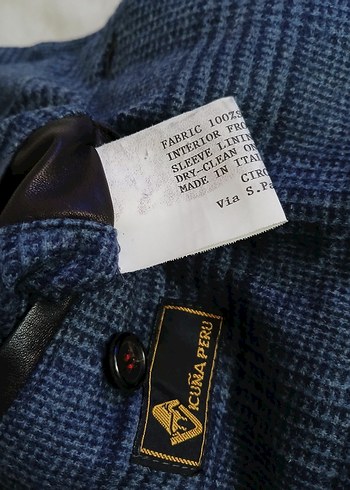 FABRIC 100%
INTERIOR FRO
SLEEVE LININ
DRY-CLEAN ON
MADE IN ITAL
CIRO
Via S.Pa
VICUÑA PERU